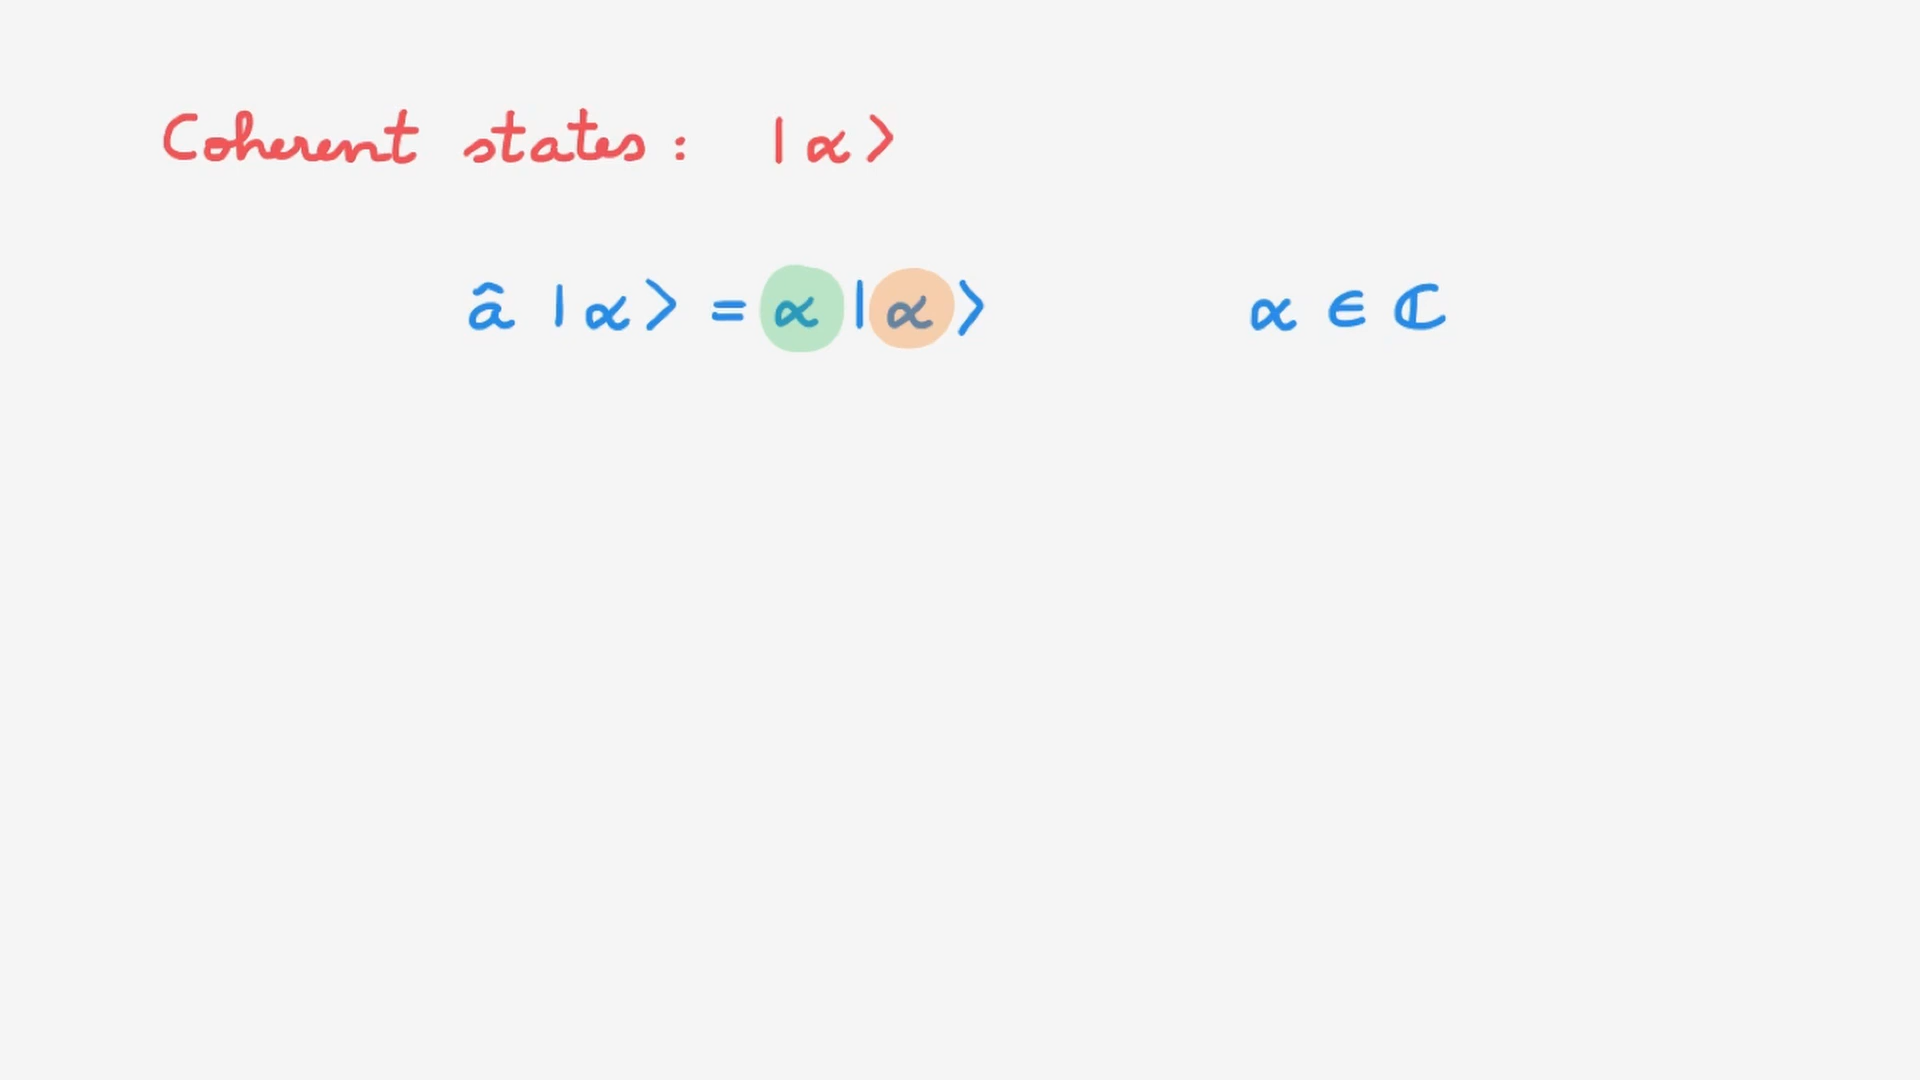 Coherent states: |α⟩
â |α⟩ = α |α⟩ α ∈ ℂ